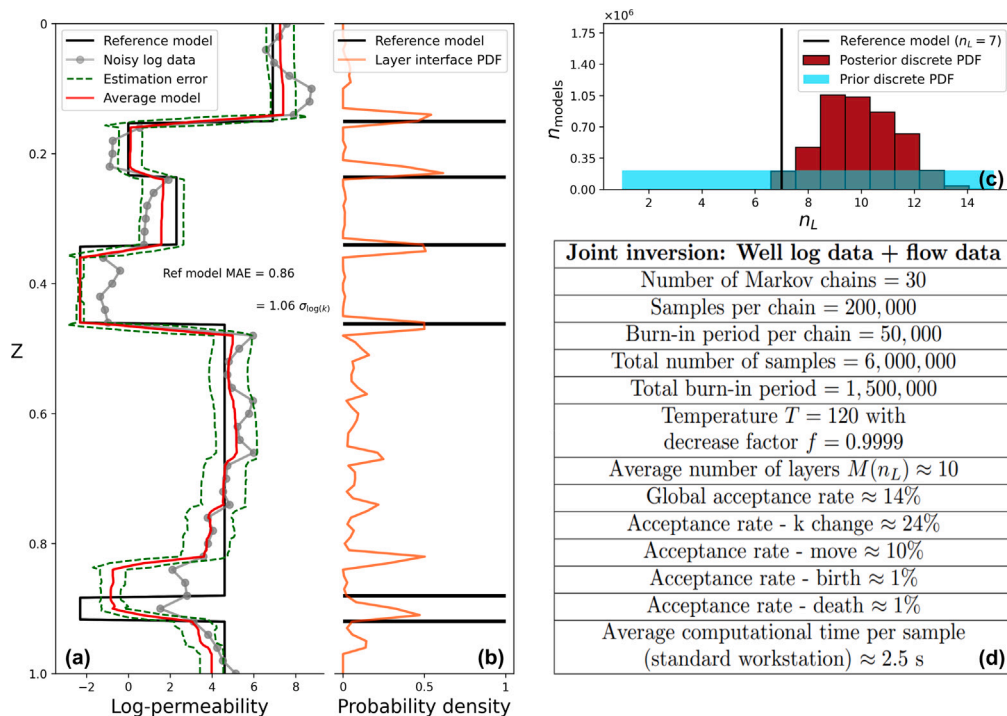 0
0.2
0.4
0.6
0.8
1.0
Z
Reference model
Noisy log data
Estimation error
Average model
Ref model MAE = 0.86
= 1.06 σlog(k)
(a)
−2 0 2 4 6 8
Log-permeability
Reference model
Layer interface PDF
(b)
0 0.5 1
Probability density
×10⁶
1.75
1.40
1.05
0.70
0.35
0.00
nmodels
Reference model (nL = 7)
Posterior discrete PDF
Prior discrete PDF
(c)
2 4 6 8 10 12 14
nL
Joint inversion: Well log data + flow data
Number of Markov chains = 30
Samples per chain = 200,000
Burn-in period per chain = 50,000
Total number of samples = 6,000,000
Total burn-in period = 1,500,000
Temperature T = 120 with
decrease factor f = 0.9999
Average number of layers M(nL) ≈ 10
Global acceptance rate ≈ 14%
Acceptance rate - k change ≈ 24%
Acceptance rate - move ≈ 10%
Acceptance rate - birth ≈ 1%
Acceptance rate - death ≈ 1%
Average computational time per sample
(standard workstation) ≈ 2.5 s
(d)